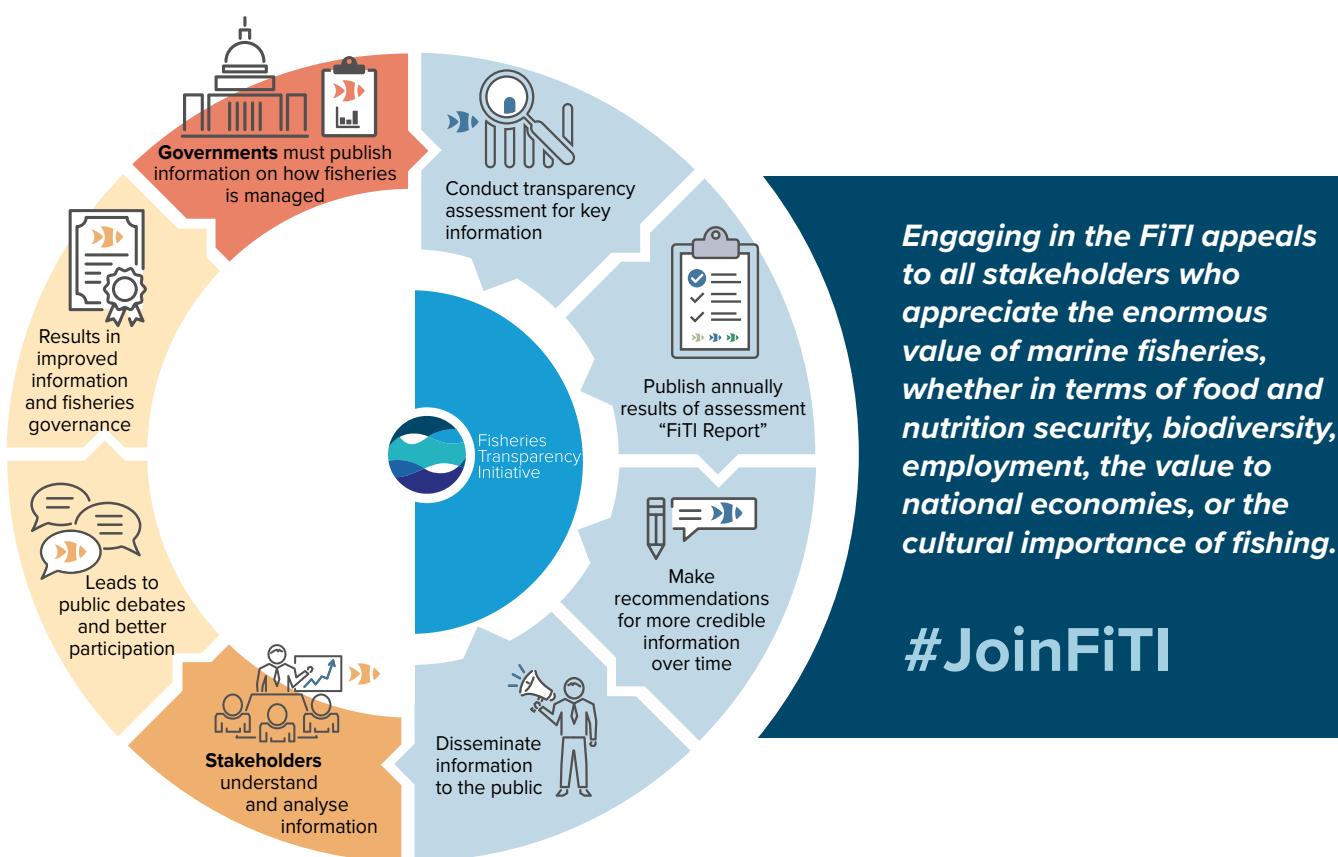 Governments must publish
information on how fisheries
is managed
Conduct transparency
assessment for key
information
Publish annually
results of assessment
“FiTI Report”
Make
recommendations
for more credible
information
over time
Disseminate
information
to the public
Stakeholders
understand
and analyse
information
Leads to
public debates
and better
participation
Results in
improved
information
and fisheries
governance
Fisheries
Transparency
Initiative
Engaging in the FiTI appeals
to all stakeholders who
appreciate the enormous
value of marine fisheries,
whether in terms of food and
nutrition security, biodiversity,
employment, the value to
national economies, or the
cultural importance of fishing.
#JoinFiTI